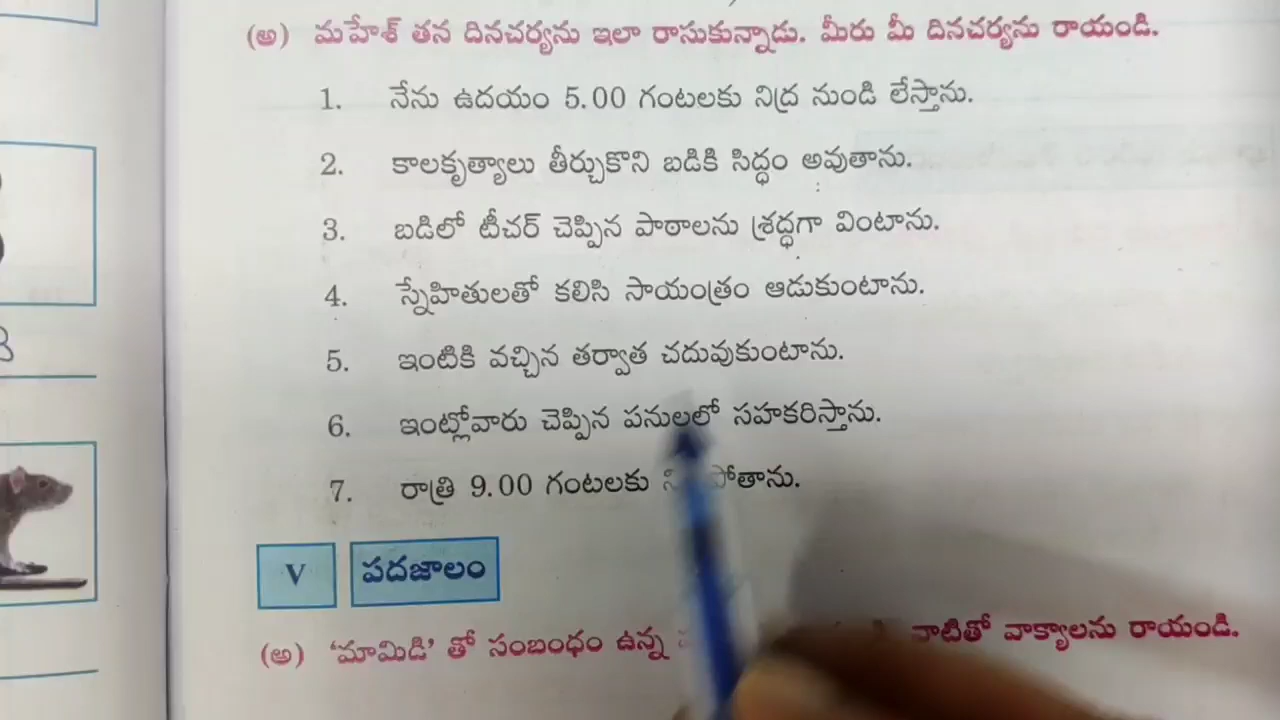 (అ) మహేశ్ తన దినచర్యను ఇలా రాసుకున్నాడు. మీరు మీ దినచర్యను రాయండి.
1. నేను ఉదయం 5.00 గంటలకు నిద్ర నుండి లేస్తాను.
2. కాలకృత్యాలు తీర్చుకొని బడికి సిద్ధం అవుతాను.
3. బడిలో టీచర్ చెప్పిన పాఠాలను శ్రద్ధగా వింటాను.
4. స్నేహితులతో కలిసి సాయంత్రం ఆడుకుంటాను.
5. ఇంటికి వచ్చిన తర్వాత చదువుకుంటాను.
6. ఇంట్లోవారు చెప్పిన పనులలో సహకరిస్తాను.
7. రాత్రి 9.00 గంటలకు
V పదజాలం
(అ) ‘మామిడి’ తో సంబంధం ఉన్న వాటితో వాక్యాలను రాయండి.